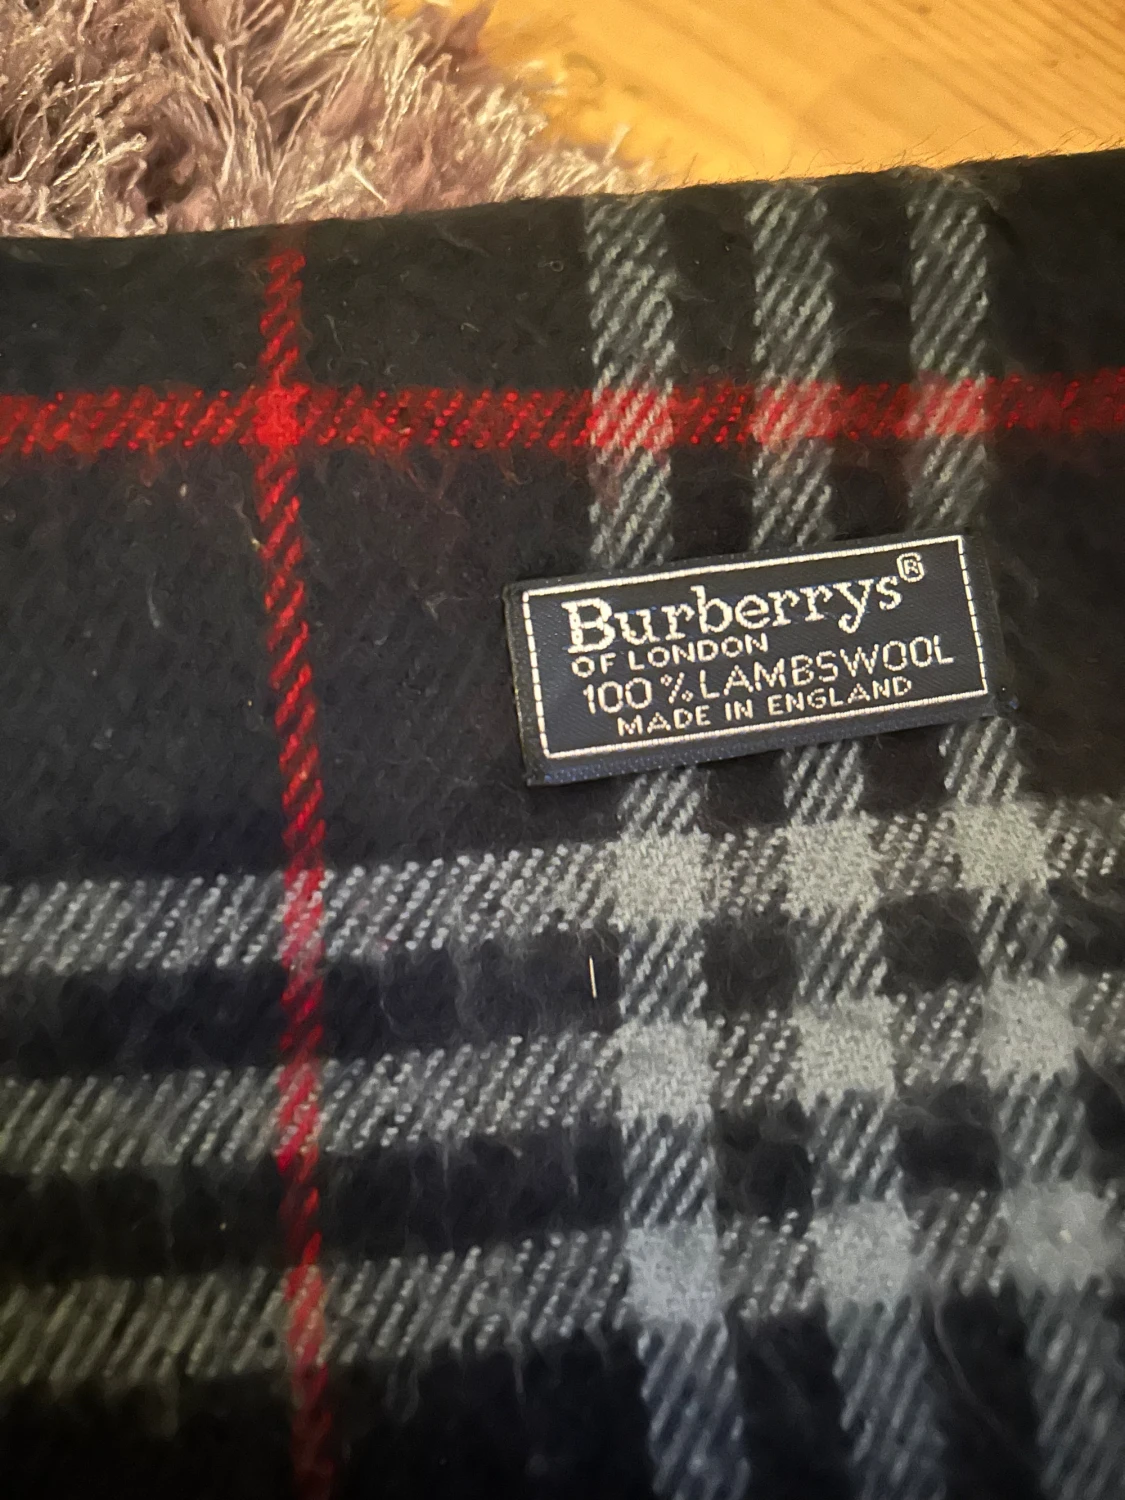 Burberrys®
OF LONDON
100% LAMBSWOOL
MADE IN ENGLAND